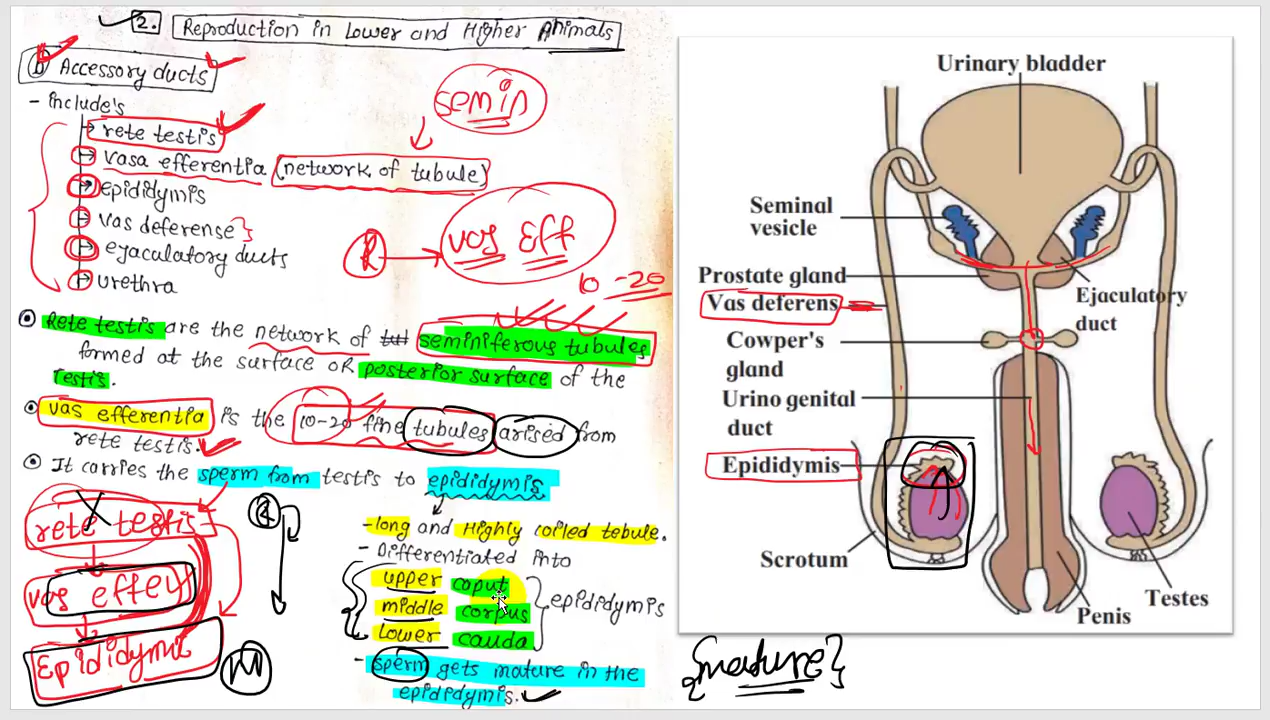 2. Reproduction in Lower and Higher Animals
b Accessory ducts
- include's
rete testis
vasa efferentia (network of tubule)
epididymis
vas deferense
ejaculatory ducts
urethra
semin
R → vas Eff
10 -20
Rete testis are the network of seminiferous tubules
formed at the surface or posterior surface of the
testis.
vas efferentia is the 10-20 fine tubules arised from
rete testis.
It carries the sperm from testis to epididymis
- long and Highly coiled tebule.
- Differentiated into
upper caput
middle corpus
Lower cauda
epididymis
- sperm gets mature in the
epididymis.
rete testis
vas effey
Epididymi
R
Urinary bladder
Seminal
vesicle
Prostate gland
Vas deferens
Ejaculatory
duct
Cowper's
gland
Urino genital
duct
Epididymis
Scrotum
Testes
Penis
{mature}